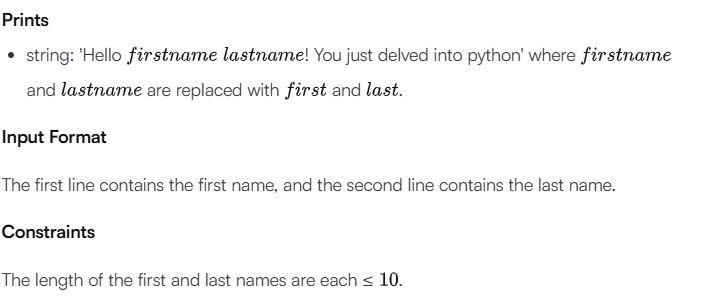 Prints
• string: 'Hello firstname lastname! You just delved into python' where firstname
and lastname are replaced with first and last.
Input Format
The first line contains the first name, and the second line contains the last name.
Constraints
The length of the first and last names are each ≤ 10.